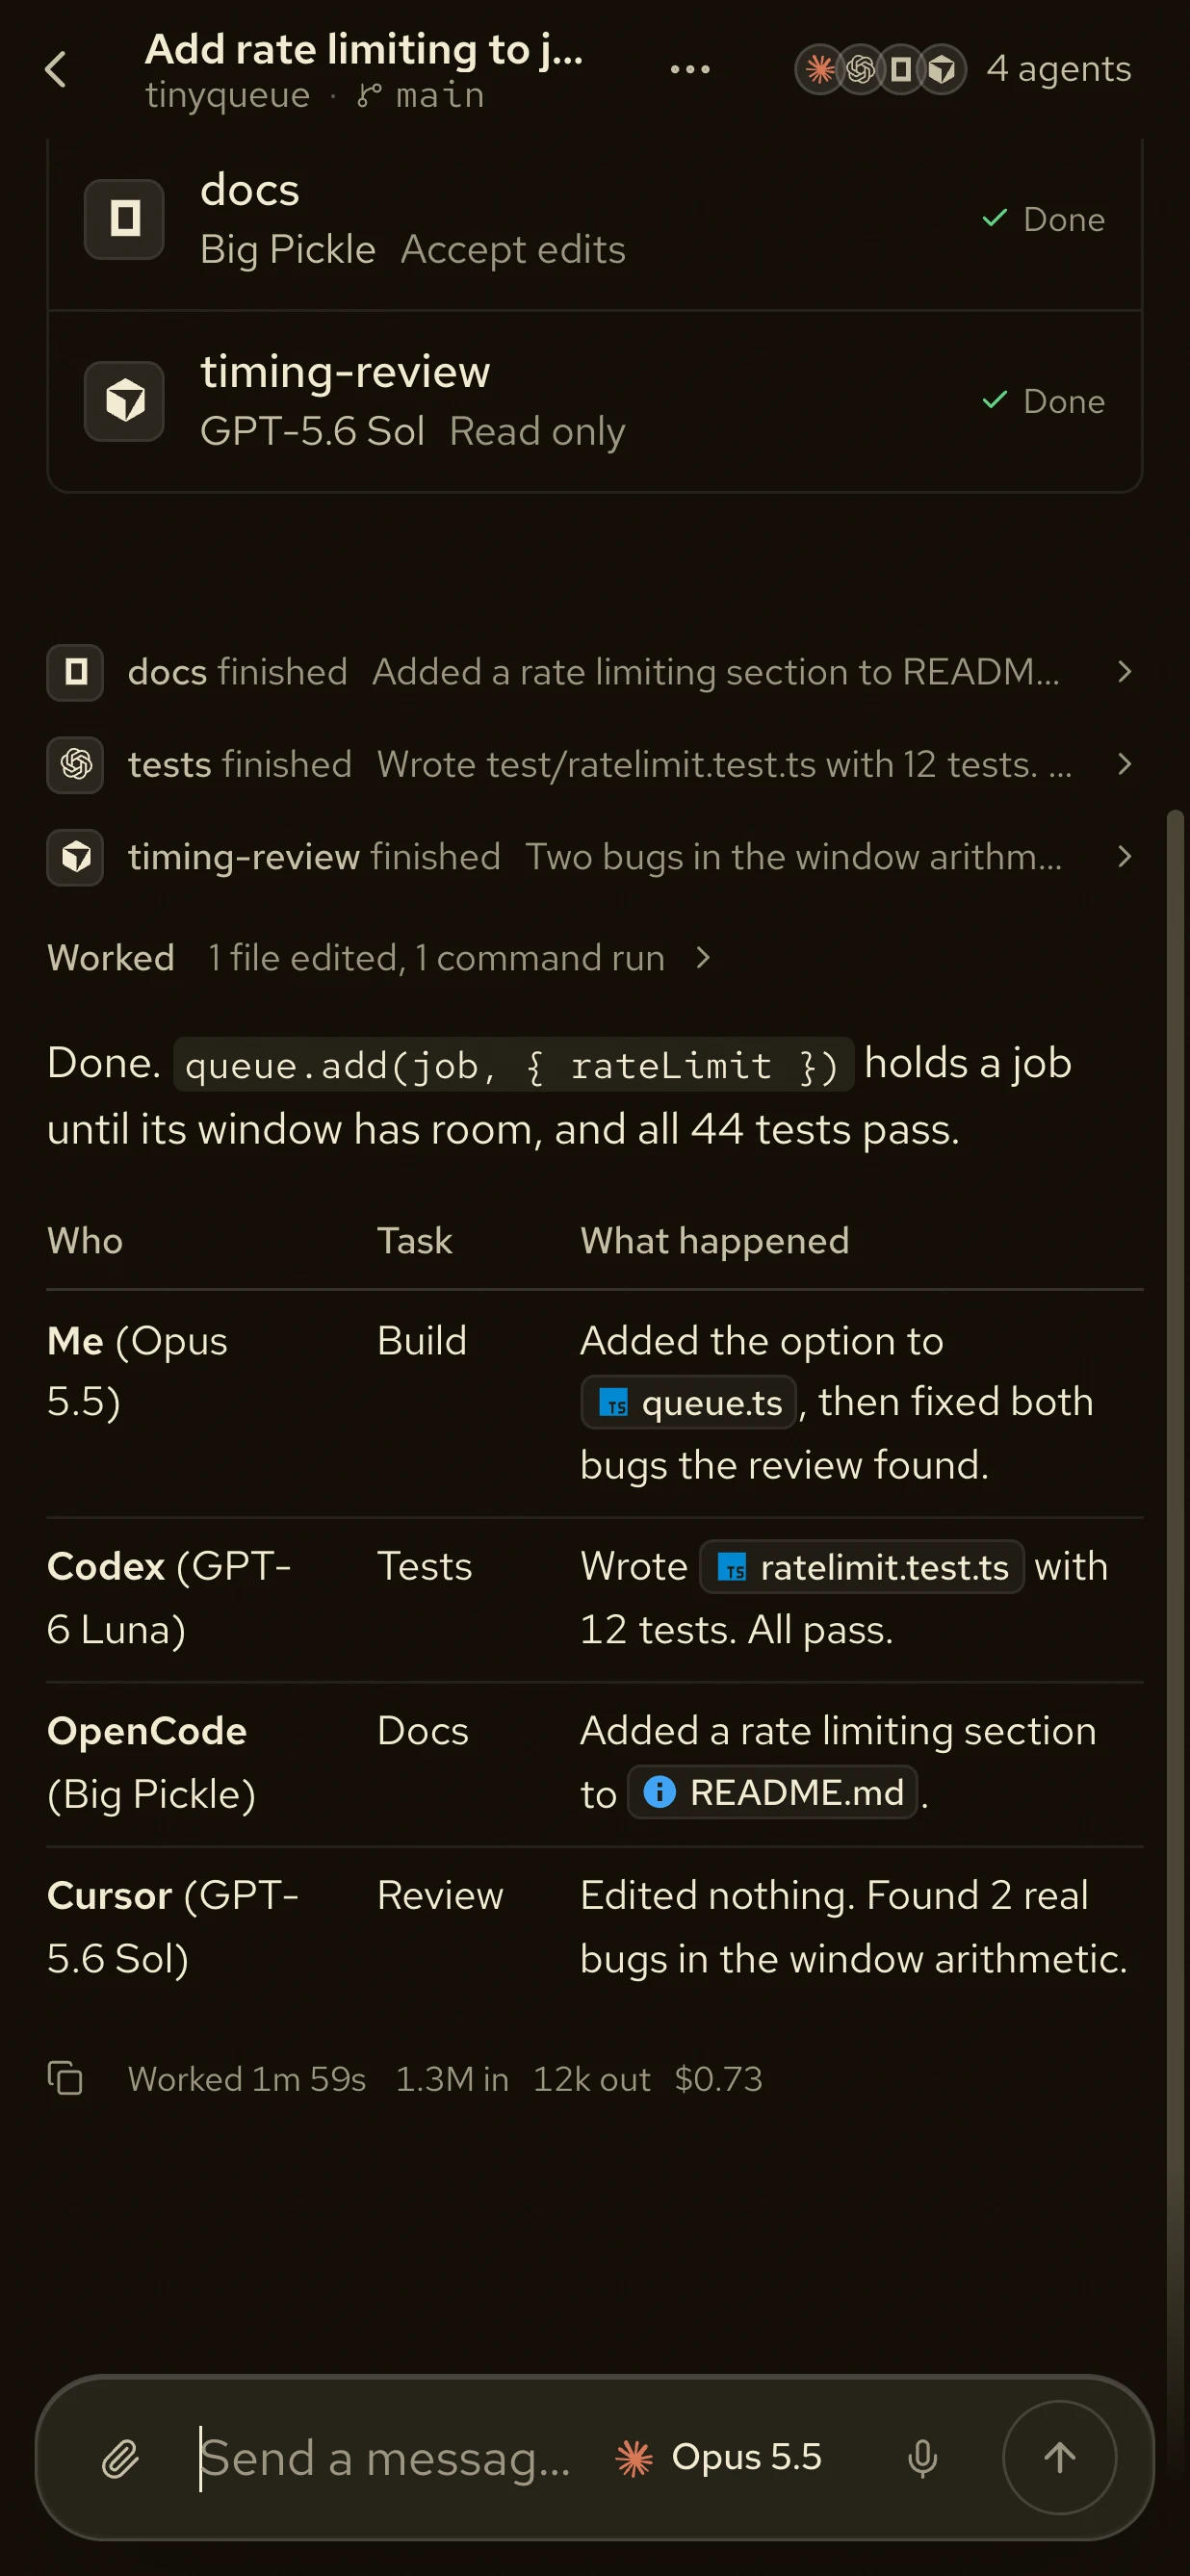 Add rate limiting to j...
4 agents
tinyqueue · main
docs
Big Pickle Accept edits
Done
timing-review
GPT-5.6 Sol Read only
Done
docs finished Added a rate limiting section to READM...
tests finished Wrote test/ratelimit.test.ts with 12 tests. ...
timing-review finished Two bugs in the window arithm...
Worked 1 file edited, 1 command run
Done. queue.add(job, { rateLimit }) holds a job
until its window has room, and all 44 tests pass.
Who Task What happened
Me (Opus Build Added the option to
5.5) TS queue.ts, then fixed both
bugs the review found.
Codex (GPT- Tests Wrote TS ratelimit.test.ts with
6 Luna) 12 tests. All pass.
OpenCode Docs Added a rate limiting section
(Big Pickle) to README.md.
Cursor (GPT- Review Edited nothing. Found 2 real
5.6 Sol) bugs in the window arithmetic.
Worked 1m 59s 1.3M in 12k out $0.73
Send a messag... Opus 5.5